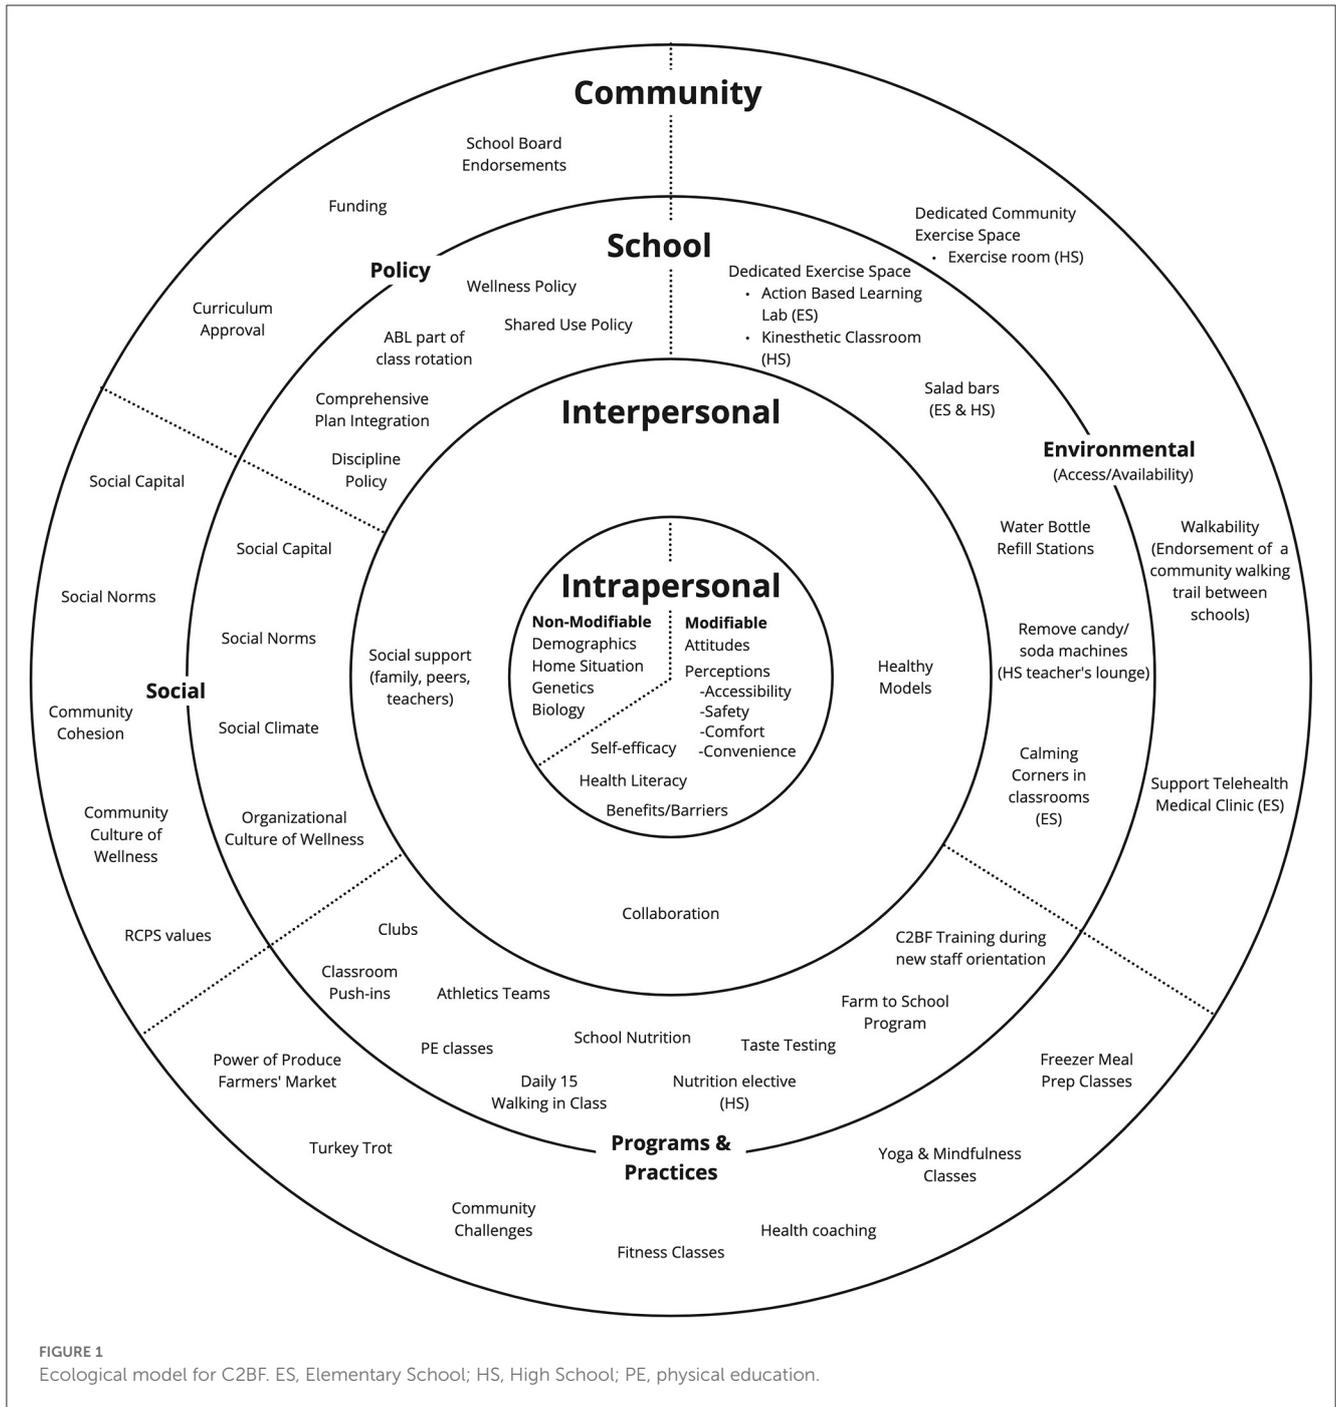 Community
School Board
Endorsements
Funding
Curriculum
Approval
Dedicated Community
Exercise Space
• Exercise room (HS)
School
Policy
Wellness Policy
Shared Use Policy
ABL part of
class rotation
Comprehensive
Plan Integration
Discipline
Policy
Dedicated Exercise Space
• Action Based Learning
Lab (ES)
• Kinesthetic Classroom
(HS)
Salad bars
(ES & HS)
Environmental
(Access/Availability)
Water Bottle
Refill Stations
Walkability
(Endorsement of a
community walking
trail between
schools)
Remove candy/
soda machines
(HS teacher's lounge)
Calming
Corners in
classrooms
(ES)
Support Telehealth
Medical Clinic (ES)
Social Capital
Social Norms
Social
Community
Cohesion
Community
Culture of
Wellness
RCPS values
Social Capital
Social Norms
Social Climate
Organizational
Culture of Wellness
Interpersonal
Social support
(family, peers,
teachers)
Healthy
Models
Collaboration
Intrapersonal
Non-Modifiable
Demographics
Home Situation
Genetics
Biology
Modifiable
Attitudes
Perceptions
-Accessibility
-Safety
-Comfort
-Convenience
Self-efficacy
Health Literacy
Benefits/Barriers
Clubs
Classroom
Push-ins
Athletics Teams
PE classes
School Nutrition
Daily 15
Walking in Class
Nutrition elective
(HS)
Taste Testing
Farm to School
Program
C2BF Training during
new staff orientation
Programs &
Practices
Power of Produce
Farmers' Market
Turkey Trot
Community
Challenges
Fitness Classes
Health coaching
Yoga & Mindfulness
Classes
Freezer Meal
Prep Classes
FIGURE 1
Ecological model for C2BF. ES, Elementary School; HS, High School; PE, physical education.